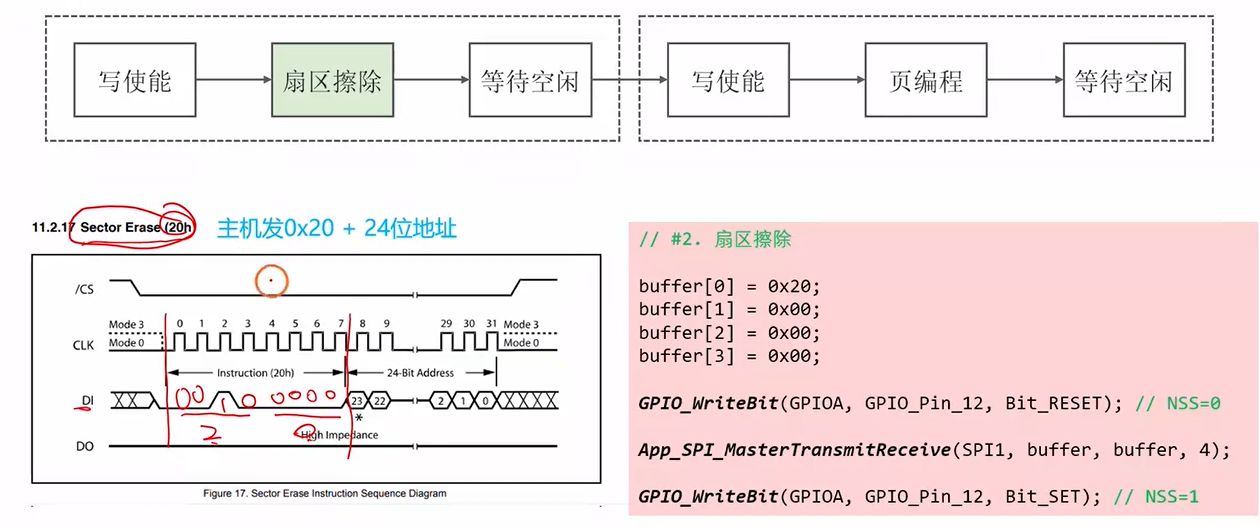 写使能 扇区擦除 等待空闲 写使能 页编程 等待空闲
11.2.17 Sector Erase (20h) 主机发0x20 + 24位地址
/CS
Mode 3 0 1 2 3 4 5 6 7 8 9 29 30 31 Mode 3
CLK Mode 0 Mode 0
Instruction (20h) 24-Bit Address
DI 00 1 0 0000 23 22 2 1 0
*
2 0 High Impedance
DO
Figure 17. Sector Erase Instruction Sequence Diagram
// #2. 扇区擦除
buffer[0] = 0x20;
buffer[1] = 0x00;
buffer[2] = 0x00;
buffer[3] = 0x00;
GPIO_WriteBit(GPIOA, GPIO_Pin_12, Bit_RESET); // NSS=0
App_SPI_MasterTransmitReceive(SPI1, buffer, buffer, 4);
GPIO_WriteBit(GPIOA, GPIO_Pin_12, Bit_SET); // NSS=1